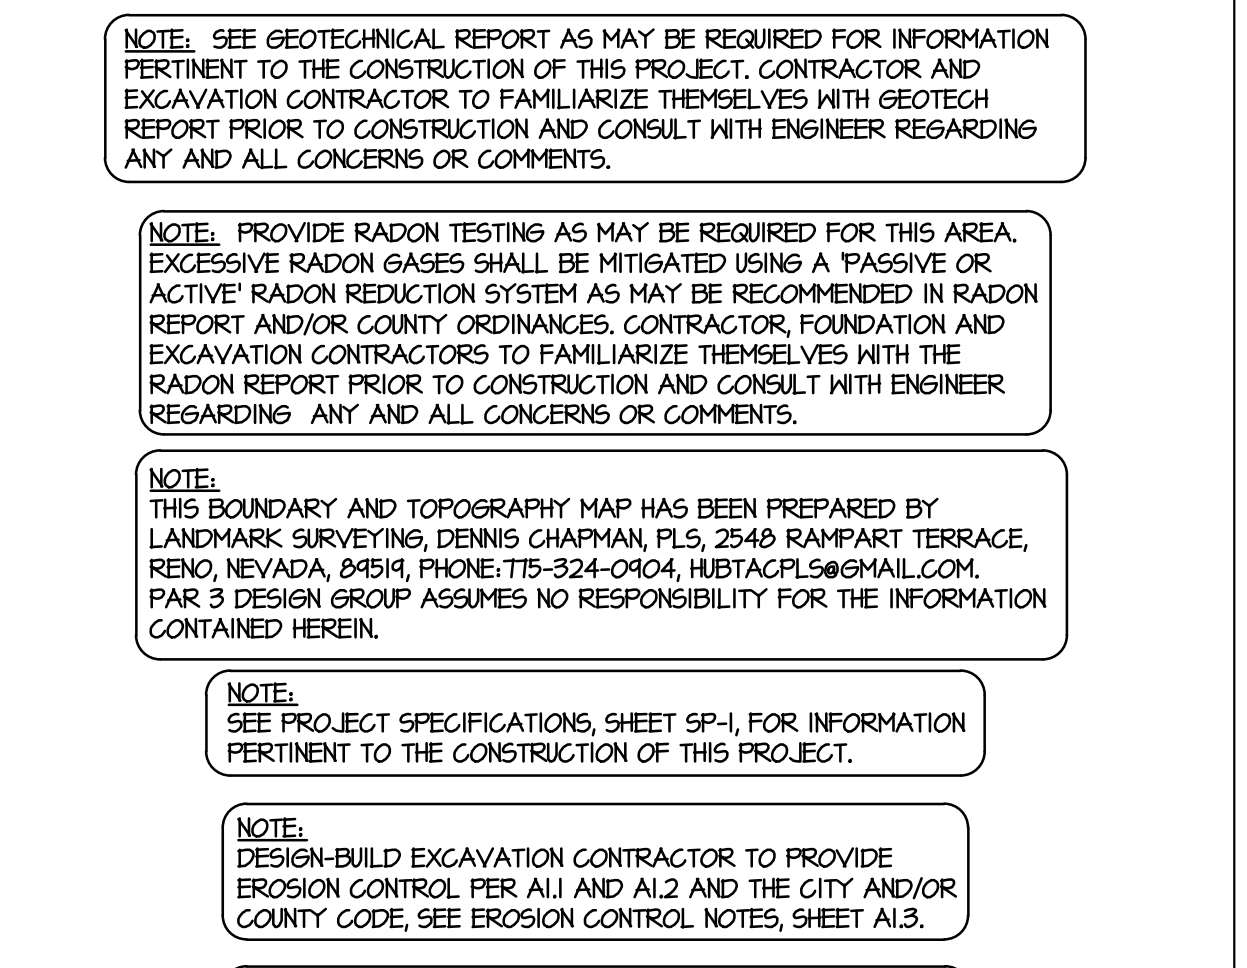 NOTE: SEE GEOTECHNICAL REPORT AS MAY BE REQUIRED FOR INFORMATION
PERTINENT TO THE CONSTRUCTION OF THIS PROJECT. CONTRACTOR AND
EXCAVATION CONTRACTOR TO FAMILIARIZE THEMSELVES WITH GEOTECH
REPORT PRIOR TO CONSTRUCTION AND CONSULT WITH ENGINEER REGARDING
ANY AND ALL CONCERNS OR COMMENTS.
NOTE: PROVIDE RADON TESTING AS MAY BE REQUIRED FOR THIS AREA.
EXCESSIVE RADON GASES SHALL BE MITIGATED USING A 'PASSIVE OR
ACTIVE' RADON REDUCTION SYSTEM AS MAY BE RECOMMENDED IN RADON
REPORT AND/OR COUNTY ORDINANCES. CONTRACTOR, FOUNDATION AND
EXCAVATION CONTRACTORS TO FAMILIARIZE THEMSELVES WITH THE
RADON REPORT PRIOR TO CONSTRUCTION AND CONSULT WITH ENGINEER
REGARDING ANY AND ALL CONCERNS OR COMMENTS.
NOTE:
THIS BOUNDARY AND TOPOGRAPHY MAP HAS BEEN PREPARED BY
LANDMARK SURVEYING, DENNIS CHAPMAN, PLS, 2548 RAMPART TERRACE,
RENO, NEVADA, 89519, PHONE:775-324-0904, HUBTACPLS@GMAIL.COM.
PAR 3 DESIGN GROUP ASSUMES NO RESPONSIBILITY FOR THE INFORMATION
CONTAINED HEREIN.
NOTE:
SEE PROJECT SPECIFICATIONS, SHEET SP-1, FOR INFORMATION
PERTINENT TO THE CONSTRUCTION OF THIS PROJECT.
NOTE:
DESIGN-BUILD EXCAVATION CONTRACTOR TO PROVIDE
EROSION CONTROL PER A1.1 AND A1.2 AND THE CITY AND/OR
COUNTY CODE, SEE EROSION CONTROL NOTES, SHEET A1.3.